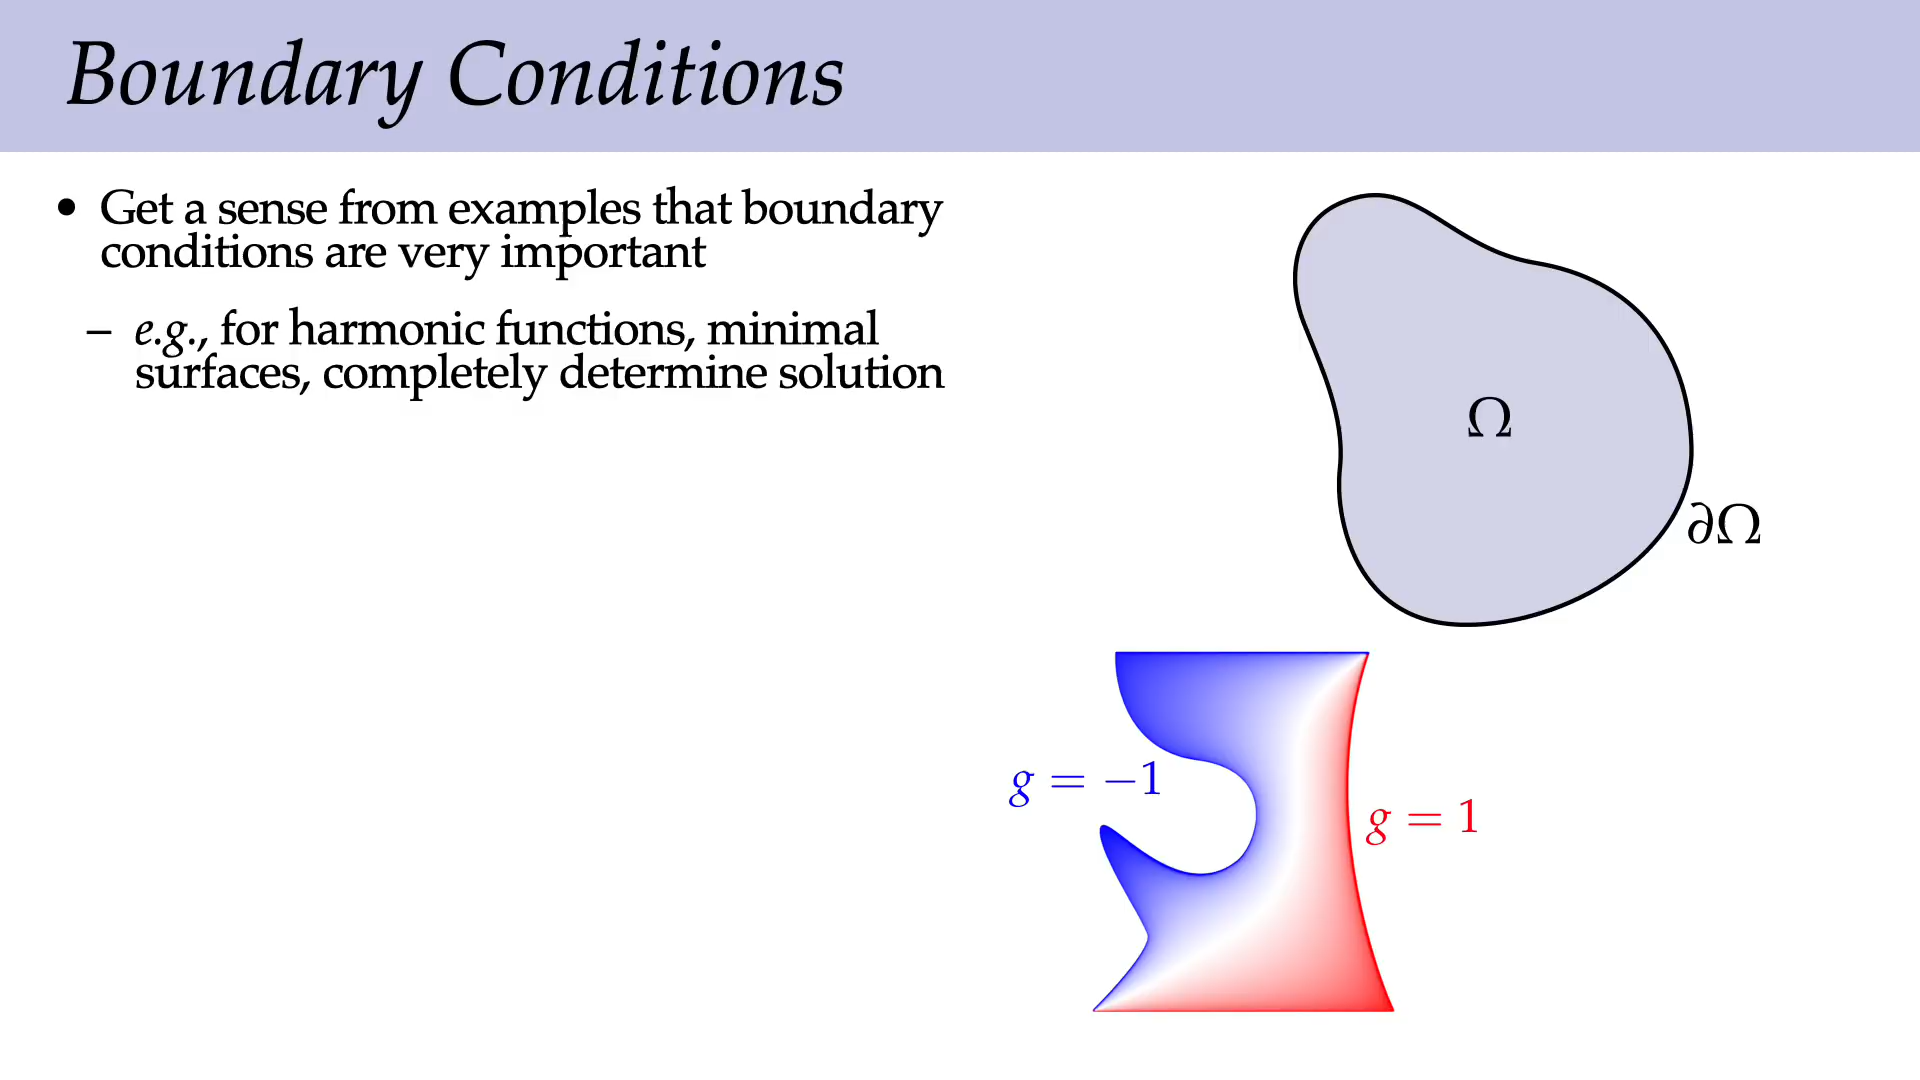 Boundary Conditions
• Get a sense from examples that boundary
conditions are very important
– e.g., for harmonic functions, minimal
surfaces, completely determine solution
Ω
∂Ω
g = −1
g = 1